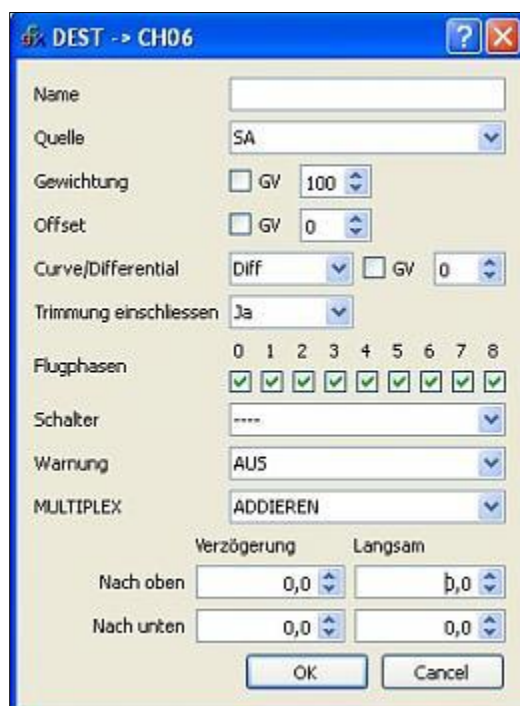 DEST -> CH06
Name
Quelle SA
Gewichtung GV 100
Offset GV 0
Curve/Differential Diff GV 0
Trimmung einschliessen Ja
0 1 2 3 4 5 6 7 8
Flugphasen
Schalter ----
Warnung AUS
MULTIPLEX ADDIEREN
Verzögerung Langsam
Nach oben 0,0 0,0
Nach unten 0,0 0,0
OK Cancel